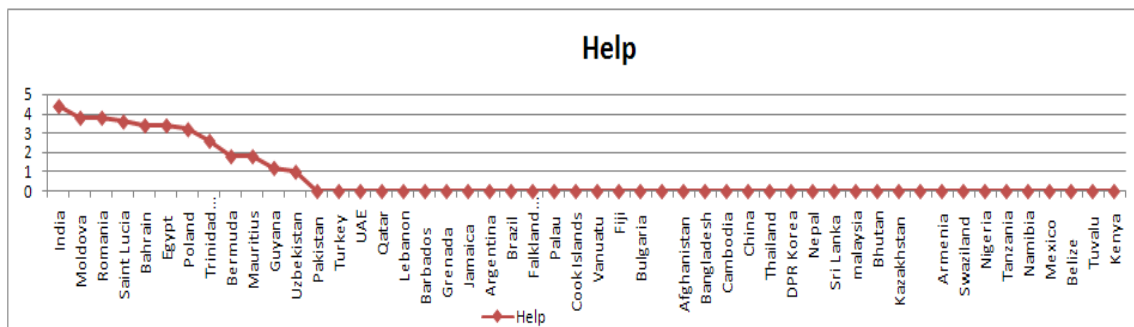 Help
5
4
3
2
1
0
India
Moldova
Romania
Saint Lucia
Bahrain
Egypt
Poland
Trinidad...
Bermuda
Mauritius
Guyana
Uzbekistan
Pakistan
Turkey
UAE
Qatar
Lebanon
Barbados
Grenada
Jamaica
Argentina
Brazil
Falkland...
Palau
Cook Islands
Vanuatu
Fiji
Bulgaria
Afghanistan
Bangladesh
Cambodia
China
Thailand
DPR Korea
Nepal
Sri Lanka
malaysia
Bhutan
Kazakhstan
Armenia
Swaziland
Nigeria
Tanzania
Namibia
Mexico
Belize
Tuvalu
Kenya
Help